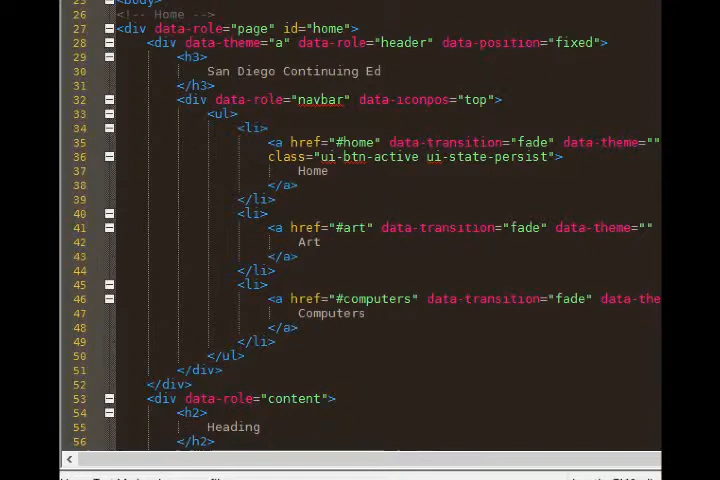 25 <body>
26 <!-- Home -->
27 <div data-role="page" id="home">
28 <div data-theme="a" data-role="header" data-position="fixed">
29 <h3>
30 San Diego Continuing Ed
31 </h3>
32 <div data-role="navbar" data-iconpos="top">
33 <ul>
34 <li>
35 <a href="#home" data-transition="fade" data-theme=""
36 class="ui-btn-active ui-state-persist">
37 Home
38 </a>
39 </li>
40 <li>
41 <a href="#art" data-transition="fade" data-theme=""
42 Art
43 </a>
44 </li>
45 <li>
46 <a href="#computers" data-transition="fade" data-the
47 Computers
48 </a>
49 </li>
50 </ul>
51 </div>
52 </div>
53 <div data-role="content">
54 <h2>
55 Heading
56 </h2>